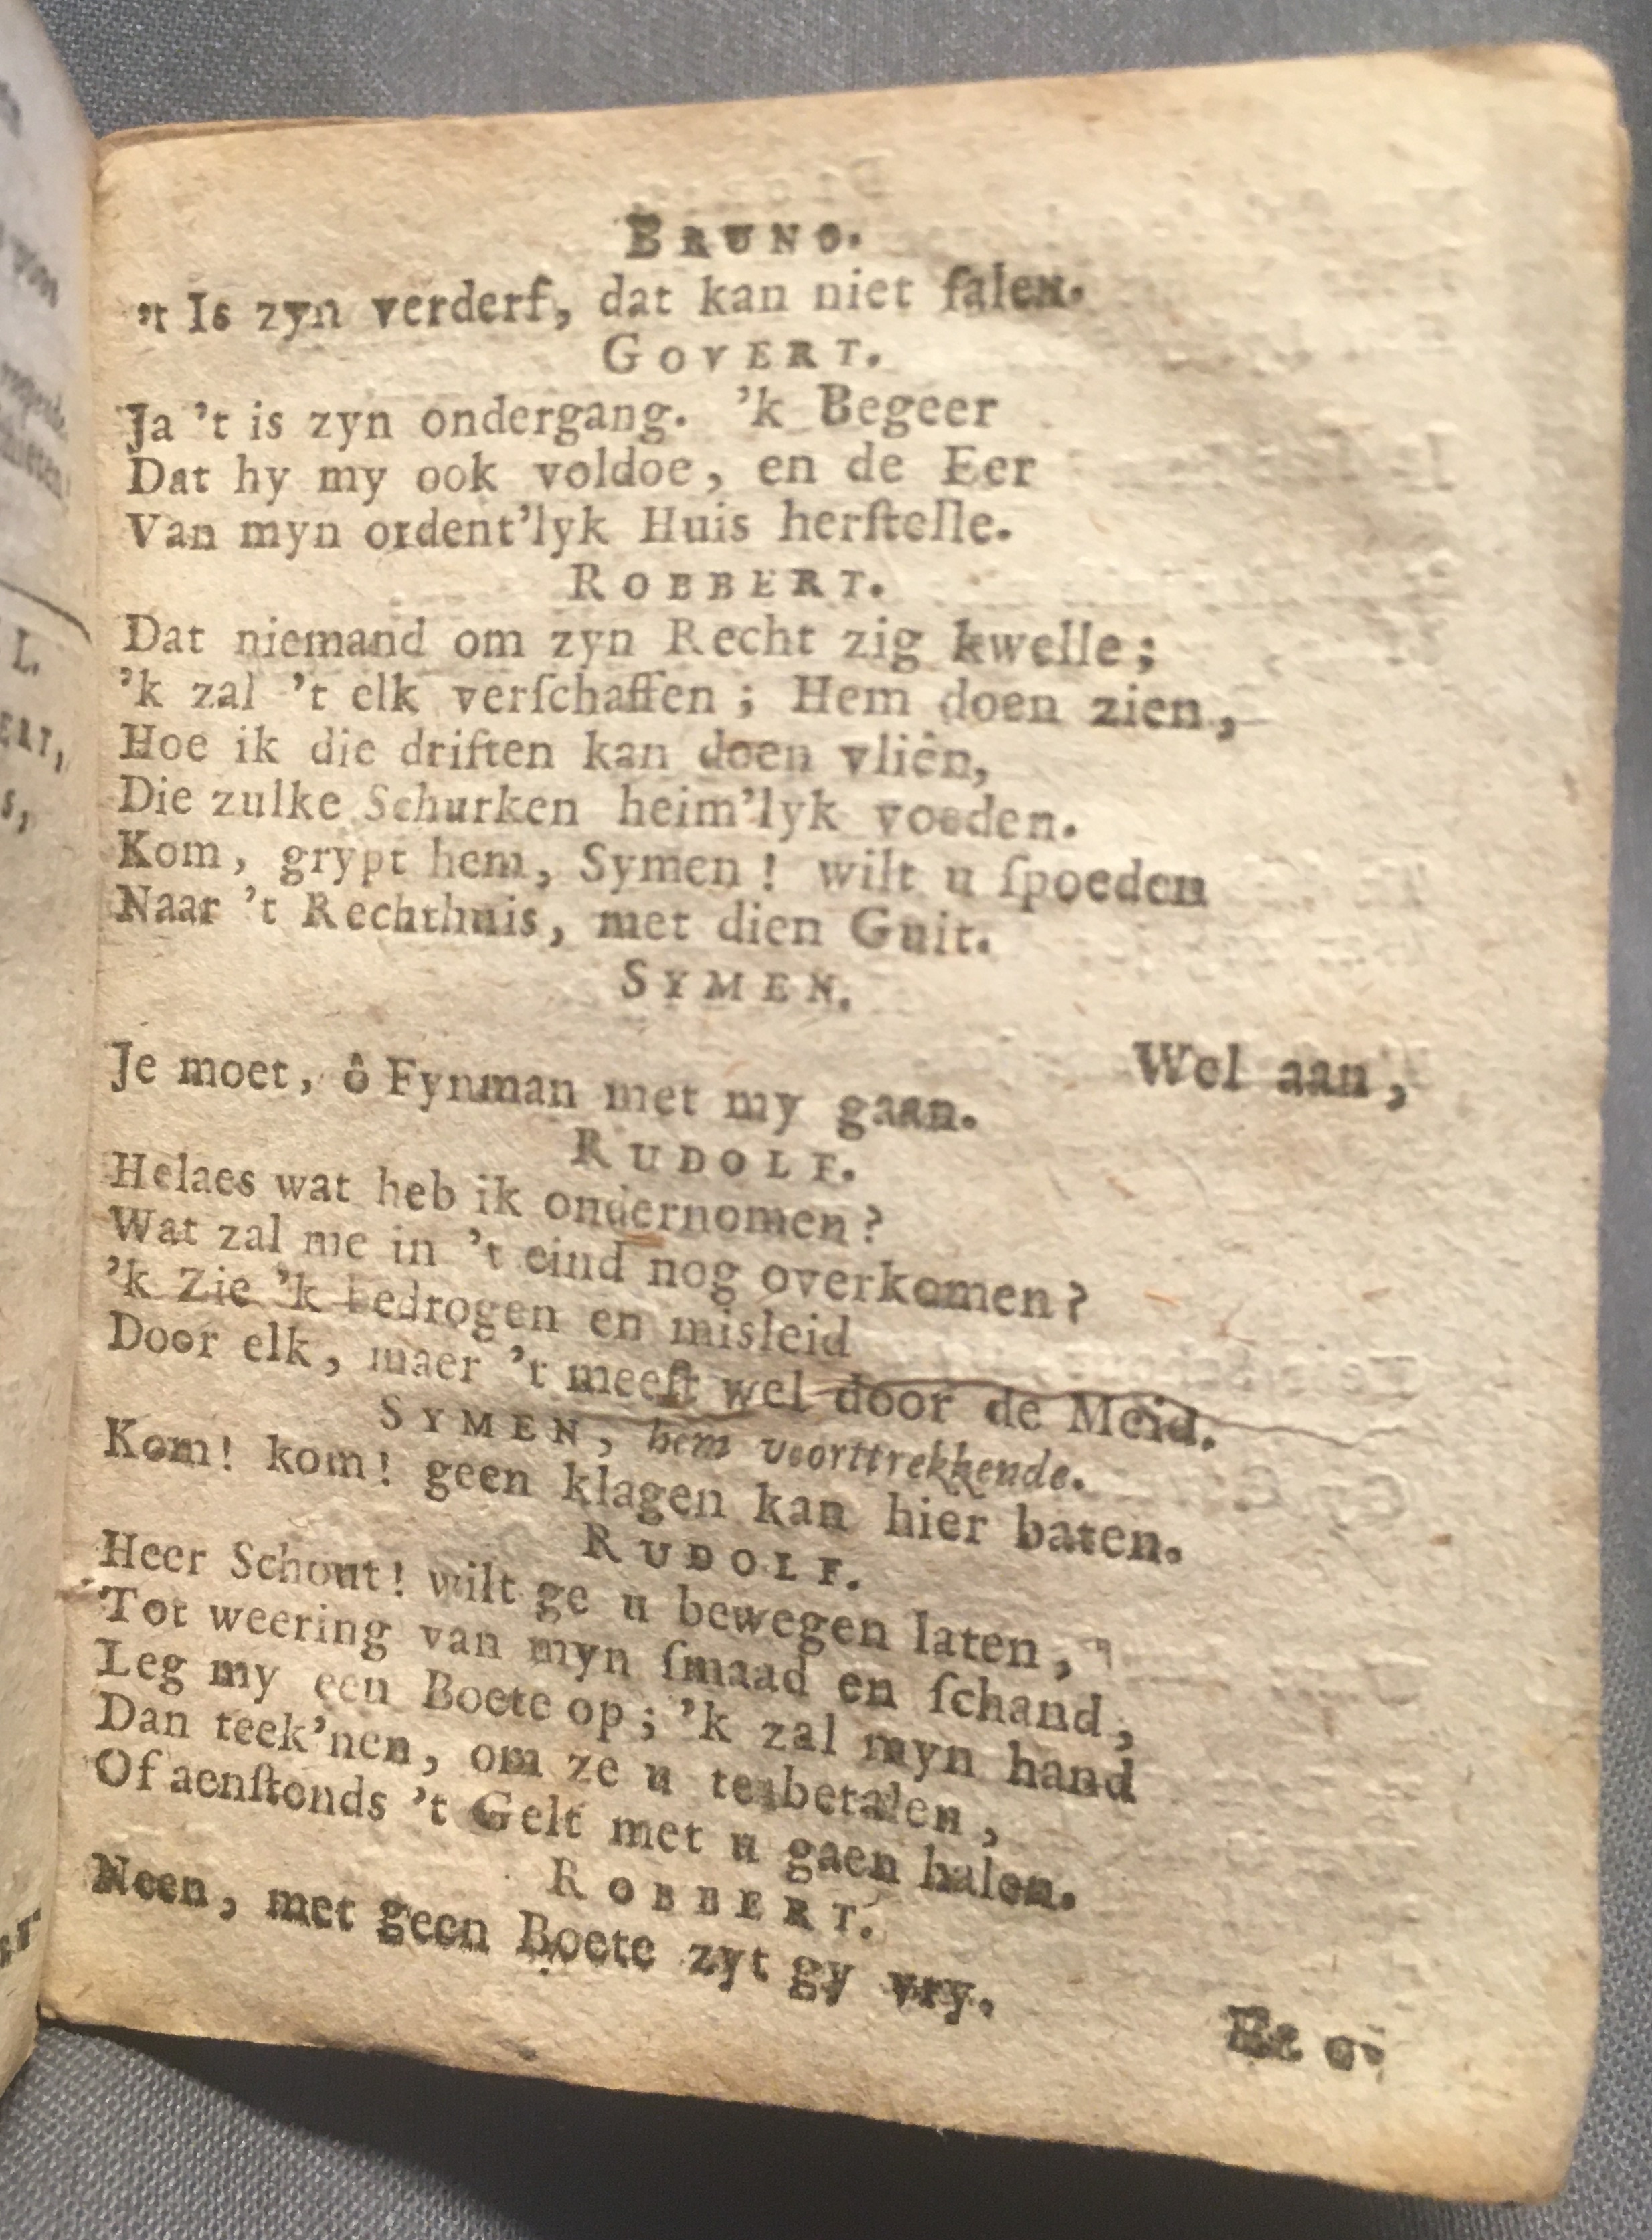 BRUNO.
't Is zyn verderf, dat kan niet falen.
GOVERT.
Ja 't is zyn ondergang. 'k Begeer
Dat hy my ook voldoe, en de Eer
Van myn ordent'lyk Huis herſtelle.
ROBBERT.
Dat niemand om zyn Recht zig kwelle;
'k zal 't elk verſchaffen; Hem doen zien,
Hoe ik die driften kan doen vliên,
Die zulke Schurken heim'lyk voeden.
Kom, grypt hem, Symen! wilt u ſpoeden
Naar 't Rechthuis, met dien Guit.
SYMEN.
Wel aan,
Je moet, ô Fynman met my gaan.
RUDOLF.
Helaes wat heb ik ondernomen?
Wat zal me in 't eind nog overkomen?
'k Zie 'k bedrogen en misleid
Door elk, maer 't meeſt wel door de Meid.
SYMEN, hem voorttrekkende.
Kom! kom! geen klagen kan hier baten.
RUDOLF.
Heer Schout! wilt ge u bewegen laten,
Tot weering van myn ſmaad en ſchand,
Leg my een Boete op; 'k zal myn hand
Dan teek'nen, om ze u te betalen,
Of aenſtonds 't Gelt met u gaen halen.
ROBBERT.
Neen, met geen Boete zyt gy vry.